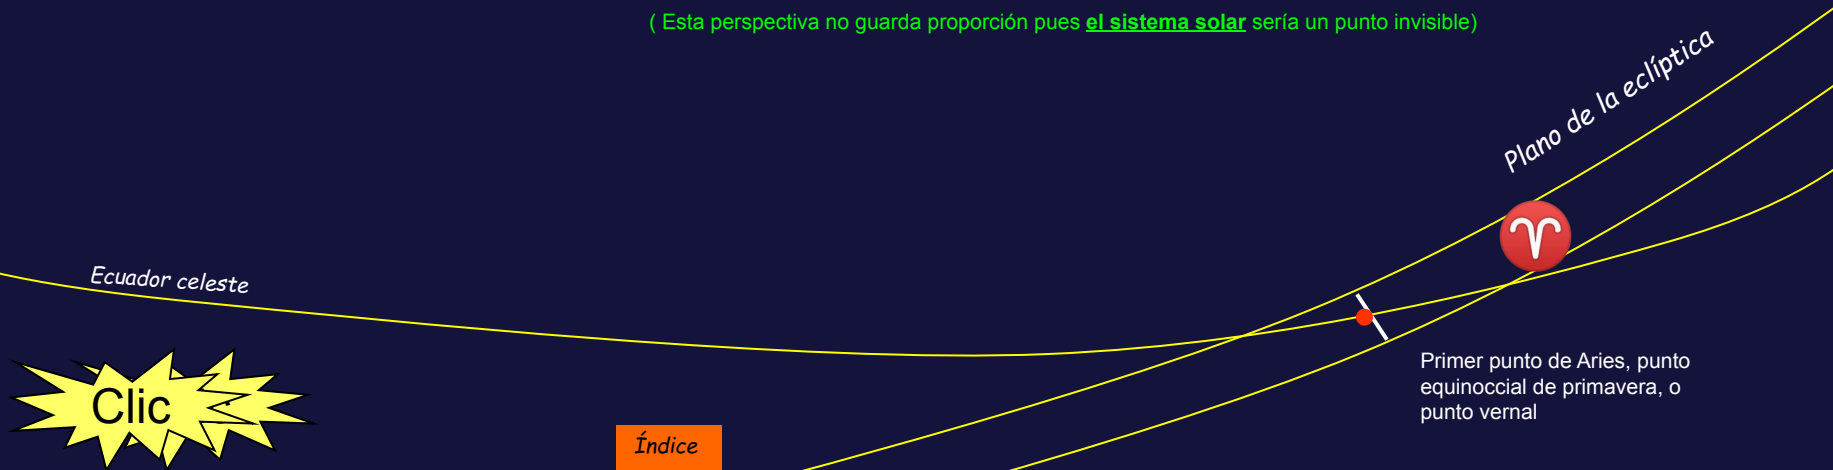 ( Esta perspectiva no guarda proporción pues el sistema solar sería un punto invisible)
Plano de la eclíptica
Ecuador celeste
Primer punto de Aries, punto
equinoccial de primavera, o
punto vernal
Clic
Índice